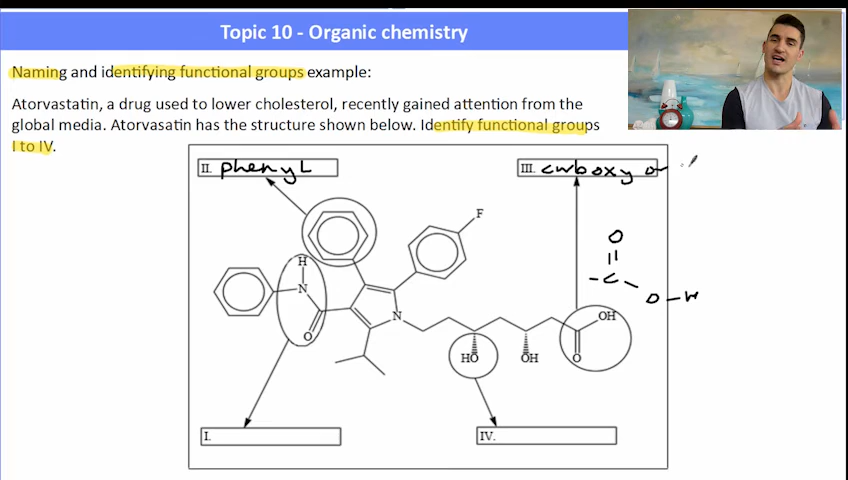 Topic 10 - Organic chemistry
Naming and identifying functional groups example:
Atorvastatin, a drug used to lower cholesterol, recently gained attention from the
global media. Atorvasatin has the structure shown below. Identify functional groups
I to IV.
II. phenyl
III. carboxy or
F
O
||
- C
O - H
H
N
O
N
HO
OH
OH
O
I.
IV.